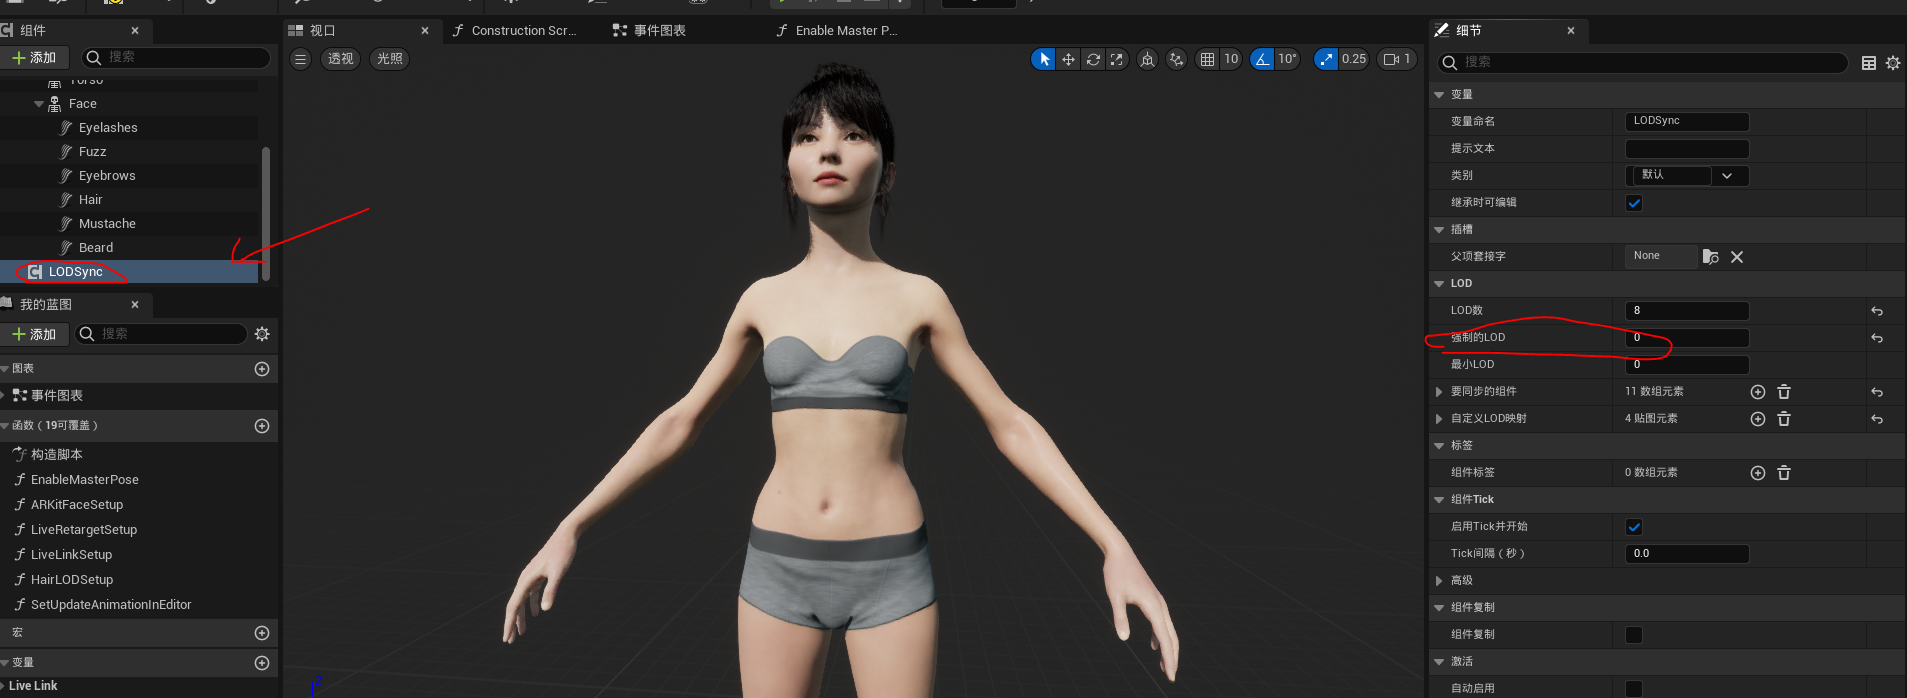 组件
添加
搜索
Torso
Face
Eyelashes
Fuzz
Eyebrows
Hair
Mustache
Beard
LODSync
我的蓝图
添加
搜索
图表
事件图表
函数（19可覆盖）
构造脚本
EnableMasterPose
ARKitFaceSetup
LiveRetargetSetup
LiveLinkSetup
HairLODSetup
SetUpdateAnimationInEditor
宏
变量
Live Link
视口
Construction Scr...
事件图表
Enable Master P...
透视
光照
10
10°
0.25
1
Z
细节
搜索
变量
变量命名 LODSync
提示文本
类别 默认
继承时可编辑
插槽
父项套接字 None
LOD
LOD数 8
强制的LOD 0
最小LOD 0
要同步的组件 11 数组元素
自定义LOD映射 4 贴图元素
标签
组件标签 0 数组元素
组件Tick
启用Tick并开始
Tick间隔（秒） 0.0
高级
组件复制
组件复制
激活
自动启用